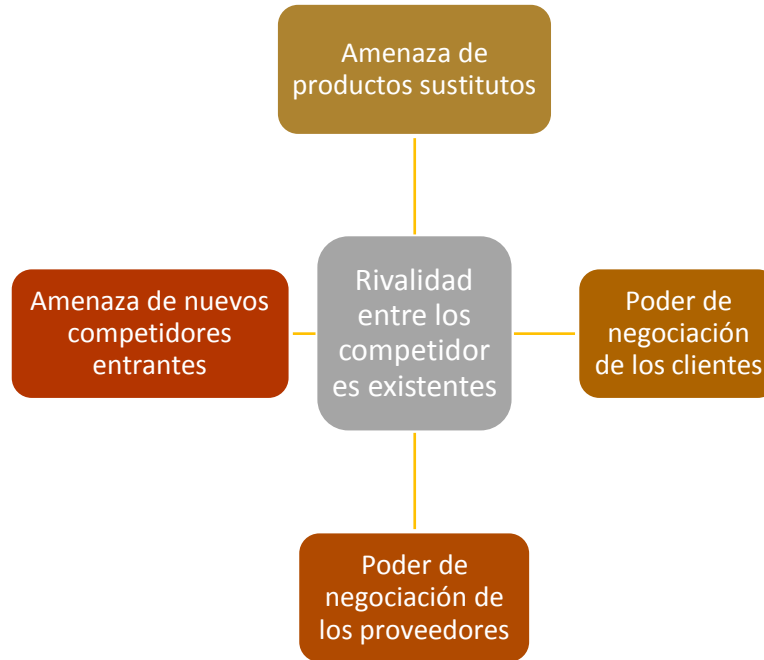 Amenaza de
productos sustitutos
Amenaza de nuevos
competidores
entrantes
Rivalidad
entre los
competidor
es existentes
Poder de
negociación
de los clientes
Poder de
negociación de
los proveedores